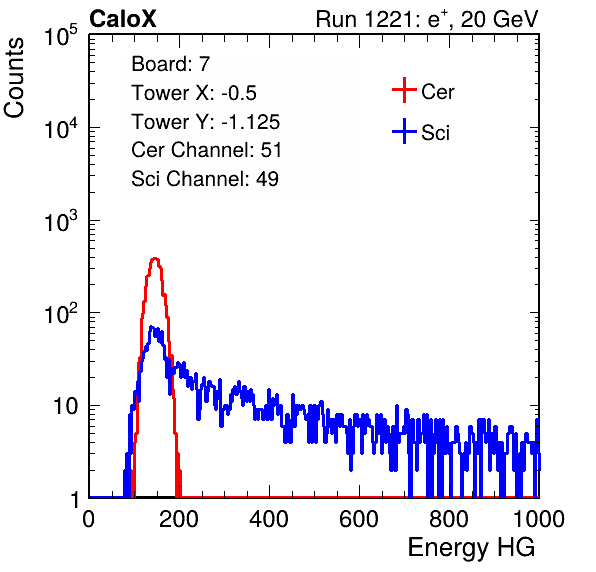 CaloX
Run 1221: e⁺, 20 GeV
Counts
10⁵
10⁴
10³
10²
10
1
Board: 7
Tower X: -0.5
Tower Y: -1.125
Cer Channel: 51
Sci Channel: 49
Cer
Sci
0 200 400 600 800 1000
Energy HG